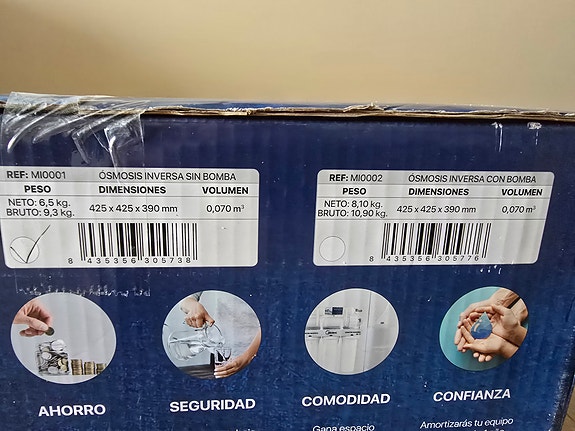 REF: MI0001 ÓSMOSIS INVERSA SIN BOMBA
PESO DIMENSIONES VOLUMEN
NETO: 6,5 kg. 425 x 425 x 390 mm 0,070 m³
BRUTO: 9,3 kg.
8 435356 305738
REF: MI0002 ÓSMOSIS INVERSA CON BOMBA
PESO DIMENSIONES VOLUMEN
NETO: 8,10 kg. 425 x 425 x 390 mm 0,070 m³
BRUTO: 10,90 kg.
8 435356 305776
Midea
AHORRO
SEGURIDAD
COMODIDAD
CONFIANZA
Gana espacio
Amortizarás tu equipo